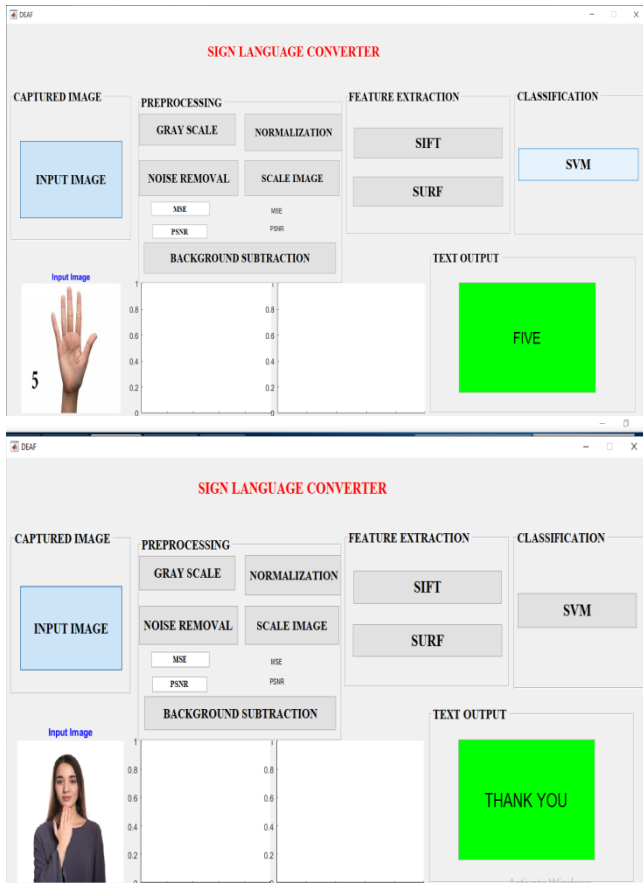 DEAF
SIGN LANGUAGE CONVERTER
CAPTURED IMAGE
INPUT IMAGE
PREPROCESSING
GRAY SCALE
NORMALIZATION
NOISE REMOVAL
SCALE IMAGE
MSE
MSE
PSNR
PSNR
BACKGROUND SUBTRACTION
FEATURE EXTRACTION
SIFT
SURF
CLASSIFICATION
SVM
Input Image
5
1
0.8
0.6
0.4
0.2
0
1
0.8
0.6
0.4
0.2
0
TEXT OUTPUT
FIVE
DEAF
SIGN LANGUAGE CONVERTER
CAPTURED IMAGE
INPUT IMAGE
PREPROCESSING
GRAY SCALE
NORMALIZATION
NOISE REMOVAL
SCALE IMAGE
MSE
MSE
PSNR
PSNR
BACKGROUND SUBTRACTION
FEATURE EXTRACTION
SIFT
SURF
CLASSIFICATION
SVM
Input Image
1
0.8
0.6
0.4
0.2
0.8
0.6
0.4
0.2
TEXT OUTPUT
THANK YOU